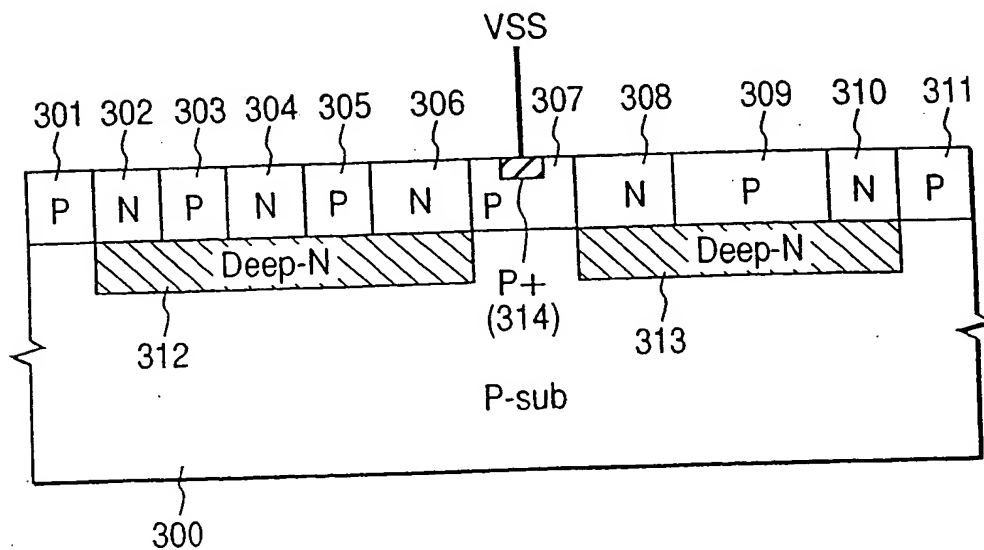 VSS
301 302 303 304 305 306 307 308 309 310 311
P N P N P N P N P N P
Deep-N Deep-N
P+
(314)
312 313
P-sub
300